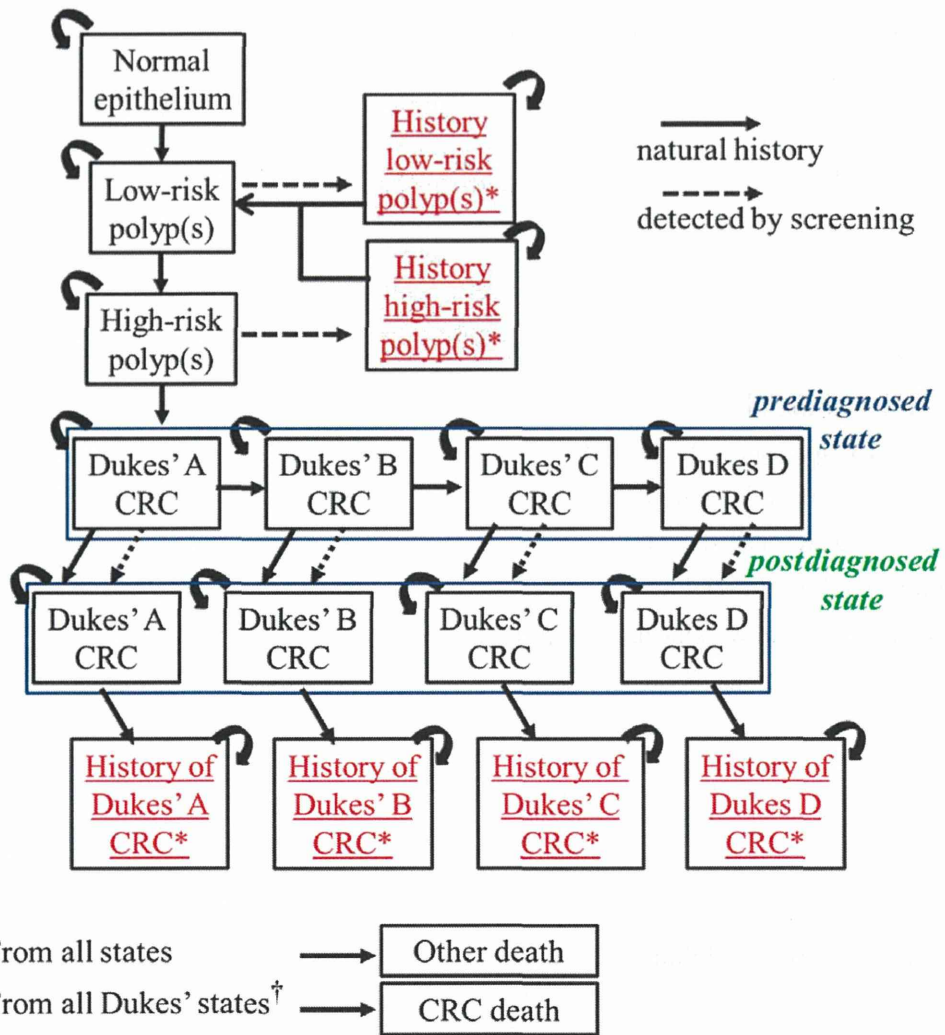 Normal
epithelium
Low-risk
polyp(s)
High-risk
polyp(s)
History
low-risk
polyp(s)*
History
high-risk
polyp(s)*
natural history
detected by screening
prediagnosed
state
Dukes' A
CRC
Dukes' B
CRC
Dukes' C
CRC
Dukes D
CRC
postdiagnosed
state
Dukes' A
CRC
Dukes' B
CRC
Dukes' C
CRC
Dukes D
CRC
History of
Dukes' A
CRC*
History of
Dukes' B
CRC*
History of
Dukes' C
CRC*
History of
Dukes D
CRC*
From all states
Other death
From all Dukes' states†
CRC death